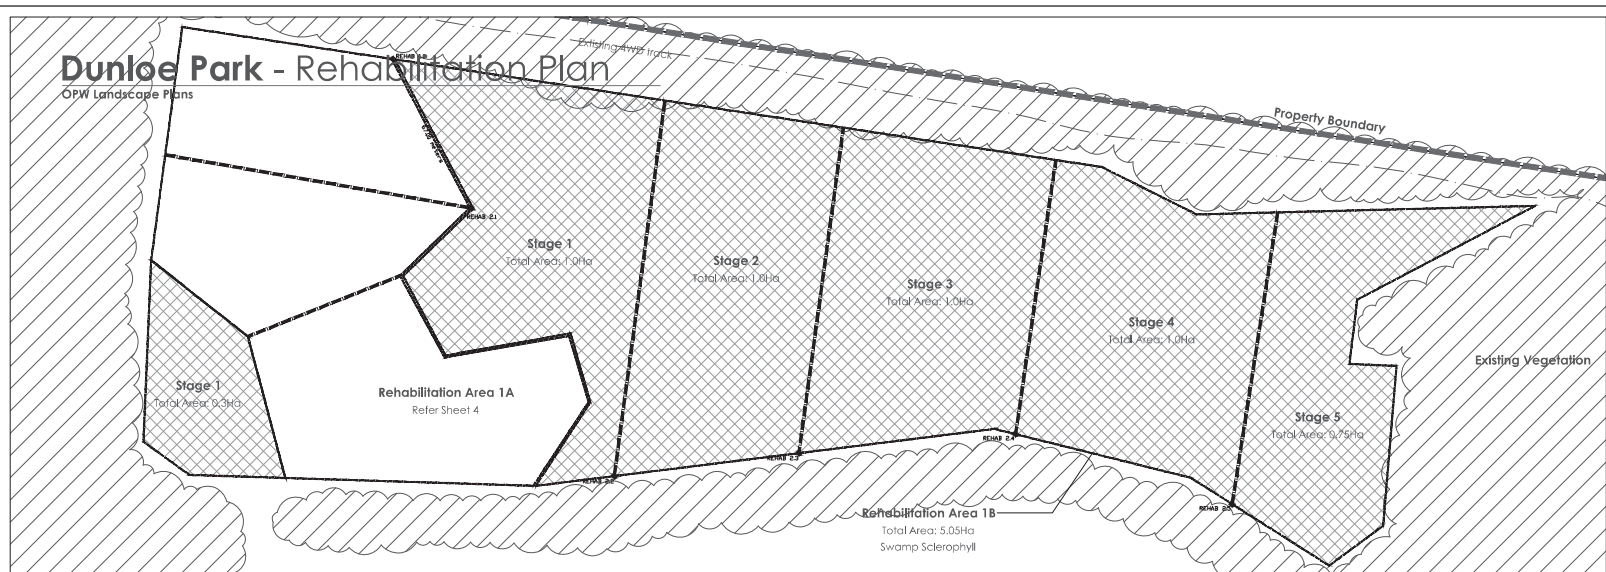 Dunloe Park - Rehabilitation Plan
OPW Landscape Plans
REHAB
Existing 4WD track
Property Boundary
REHAB 2.1
Stage 1
Total Area: 1.0Ha
Stage 2
Total Area: 1.0Ha
Stage 3
Total Area: 1.0Ha
Stage 4
Total Area: 1.0Ha
Existing Vegetation
Stage 1
Total Area: 0.3Ha
Rehabilitation Area 1A
Refer Sheet 4
Stage 5
Total Area: 0.75Ha
REHAB 2.4
REHAB 2.3
REHAB 2.2
REHAB 2.5
Rehabilitation Area 1B
Total Area: 5.05Ha
Swamp Sclerophyll